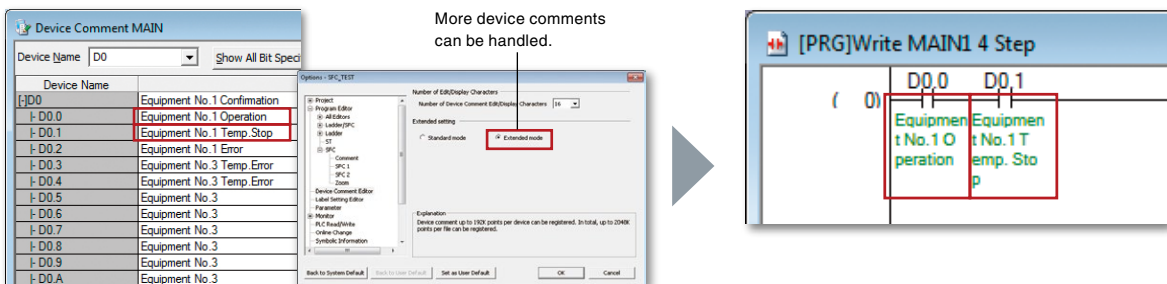 More device comments
can be handled.
Device Comment MAIN
Device Name D0 Show All Bit Speci
Device Name
[-]D0 Equipment No.1 Confirmation
|- D0.0 Equipment No.1 Operation
|- D0.1 Equipment No.1 Temp.Stop
|- D0.2 Equipment No.1 Error
|- D0.3 Equipment No.3 Temp.Error
|- D0.4 Equipment No.3 Temp.Error
|- D0.5 Equipment No.3
|- D0.6 Equipment No.3
|- D0.7 Equipment No.3
|- D0.8 Equipment No.3
|- D0.9 Equipment No.3
|- D0.A Equipment No.3
Options - SFC_TEST
Project
Program Editor
All Editors
Ladder/SFC
Ladder
ST
SFC
Comment
SFC 1
SFC 2
Zoom
Device Comment Editor
Label Setting Editor
Parameter
Monitor
PLC Read/Write
Online Change
Symbolic Information
Number of Edit/Display Characters
Number of Device Comment Edit/Display Characters 16
Extended setting
Standard mode Extended mode
Explanation
Device comment up to 192K points per device can be registered. In total, up to 2048K
points per file can be registered.
Back to System Default Back to User Default Set as User Default OK Cancel
[PRG]Write MAIN1 4 Step
D0.0 D0.1
( 0)
Equipmen Equipmen
t No.1 O t No.1 T
peration emp. Sto
p